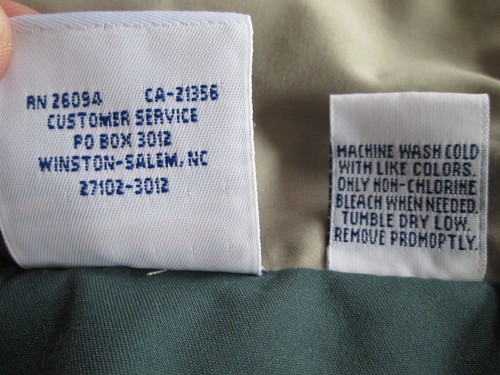 RN 26094 CA-21356
CUSTOMER SERVICE
PO BOX 3012
WINSTON-SALEM, NC
27102-3012
MACHINE WASH COLD
WITH LIKE COLORS.
ONLY NON-CHLORINE
BLEACH WHEN NEEDED.
TUMBLE DRY LOW.
REMOVE PROMOPTLY.